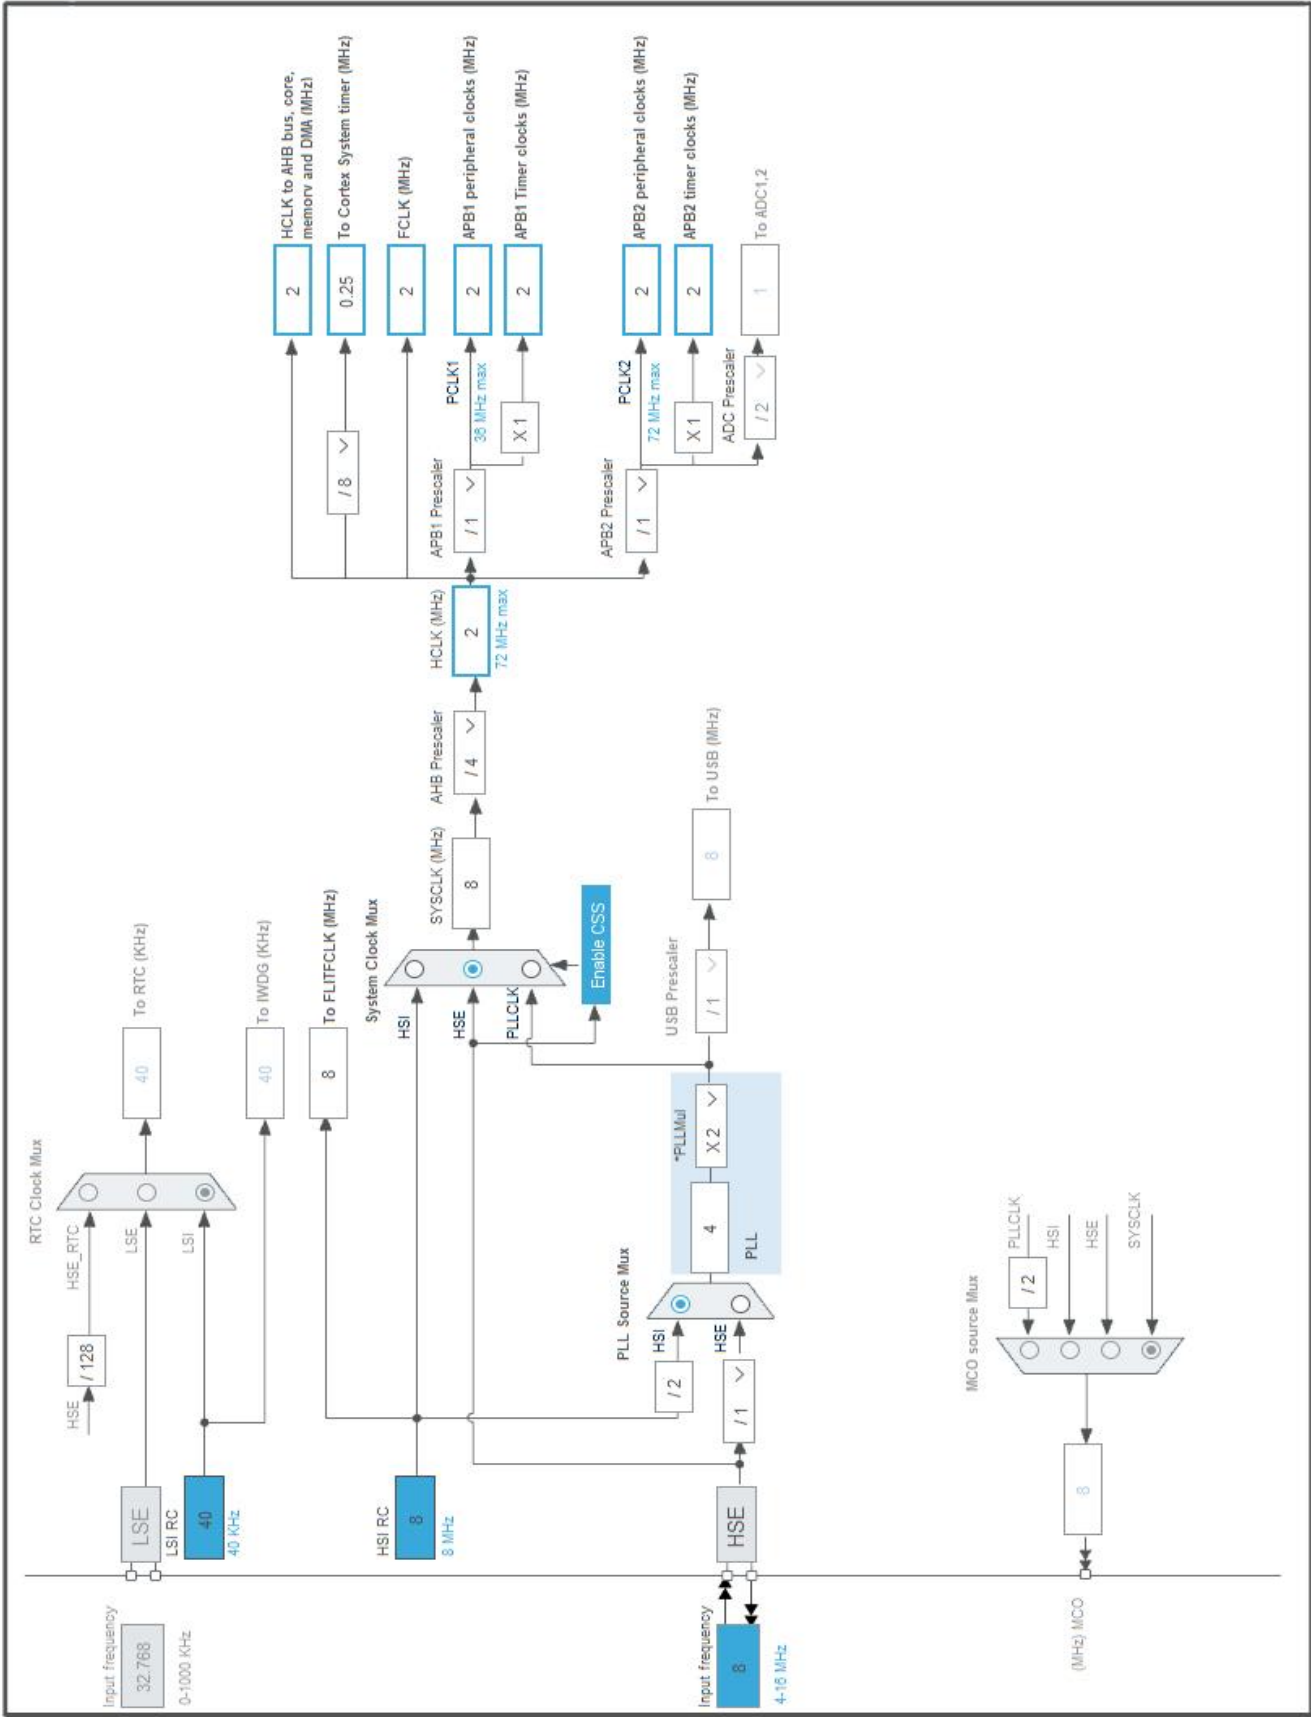 RTC Clock Mux
HSE
/ 128
HSE_RTC
Input frequency
32.768
0-1000 KHz
LSE
LSE
40
To RTC (KHz)
LSI RC
40
40 KHz
LSI
40
To IWDG (KHz)
8
To FLITFCLK (MHz)
HSI RC
8
8 MHz
System Clock Mux
HSI
HSE
PLLCLK
Enable CSS
SYSCLK (MHz)
8
AHB Prescaler
/ 4
HCLK (MHz)
2
72 MHz max
2
HCLK to AHB bus, core,
memory and DMA (MHz)
/ 8
0.25
To Cortex System timer (MHz)
2
FCLK (MHz)
APB1 Prescaler
/ 1
PCLK1
36 MHz max
2
APB1 peripheral clocks (MHz)
X 1
2
APB1 Timer clocks (MHz)
APB2 Prescaler
/ 1
PCLK2
72 MHz max
2
APB2 peripheral clocks (MHz)
X 1
2
APB2 timer clocks (MHz)
ADC Prescaler
/ 2
1
To ADC1,2
PLL Source Mux
/ 2
HSI
HSE
/ 1
Input frequency
8
4-16 MHz
HSE
4
*PLLMul
X 2
PLL
USB Prescaler
/ 1
8
To USB (MHz)
MCO source Mux
(MHz) MCO
8
/ 2
PLLCLK
HSI
HSE
SYSCLK